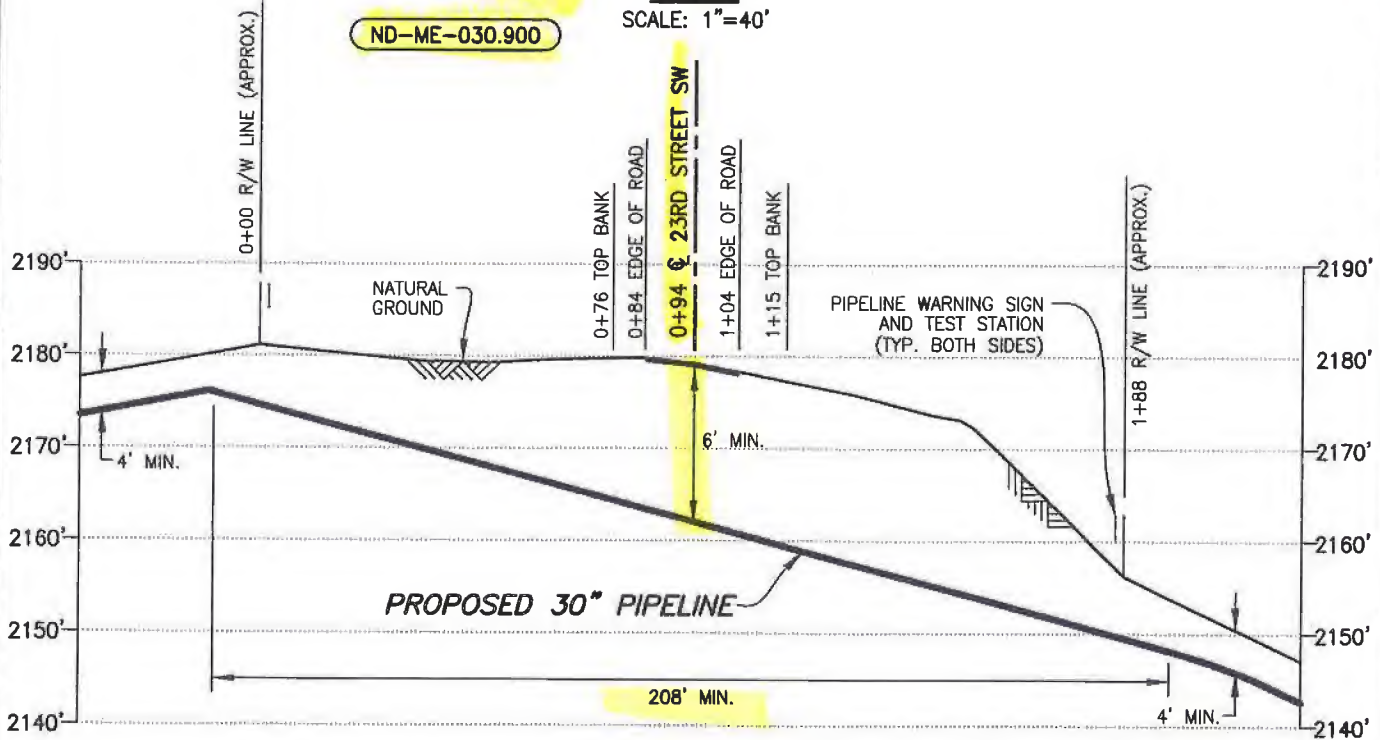 SCALE: 1"=40'
ND-ME-030.900
0+00 R/W LINE (APPROX.)
0+76 TOP BANK
0+84 EDGE OF ROAD
0+94 ℄ 23RD STREET SW
1+04 EDGE OF ROAD
1+15 TOP BANK
1+88 R/W LINE (APPROX.)
2190'
2190'
NATURAL
GROUND
PIPELINE WARNING SIGN
AND TEST STATION
(TYP. BOTH SIDES)
2180'
2180'
2170'
2170'
4' MIN.
6' MIN.
2160'
2160'
PROPOSED 30" PIPELINE
2150'
2150'
208' MIN.
4' MIN.
2140'
2140'